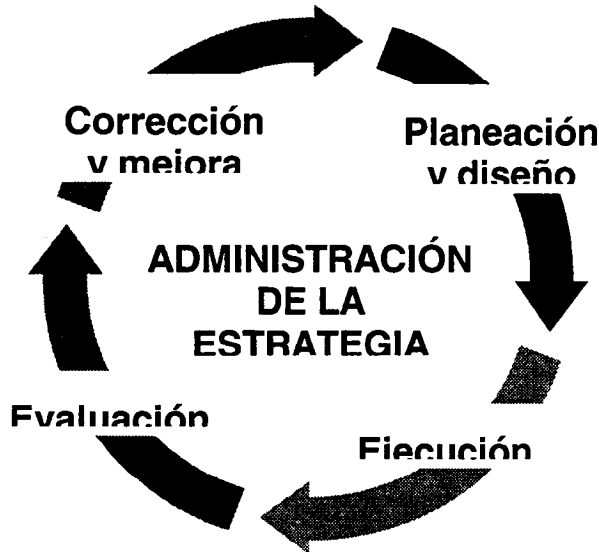 Corrección
y mejora
Planeación
y diseño
ADMINISTRACIÓN
DE LA
ESTRATEGIA
Evaluación
Ejecución